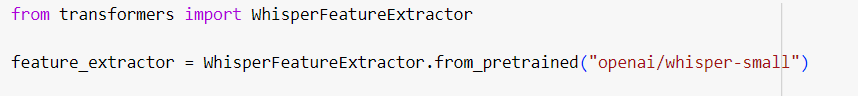 from transformers import WhisperFeatureExtractor
feature_extractor = WhisperFeatureExtractor.from_pretrained("openai/whisper-small")